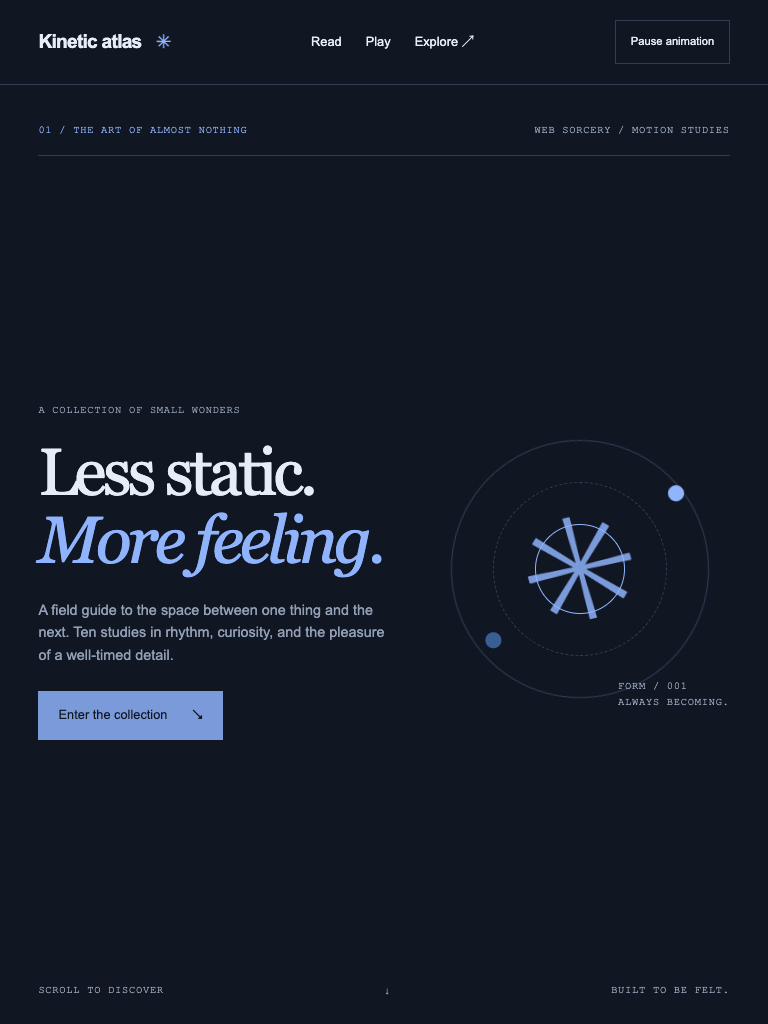 Kinetic atlas ✳
Read Play Explore ↗
Pause animation
01 / THE ART OF ALMOST NOTHING
WEB SORCERY / MOTION STUDIES
A COLLECTION OF SMALL WONDERS
Less static.
More feeling.
A field guide to the space between one thing and the
next. Ten studies in rhythm, curiosity, and the pleasure
of a well-timed detail.
Enter the collection ↘
FORM / 001
ALWAYS BECOMING.
SCROLL TO DISCOVER
↓
BUILT TO BE FELT.